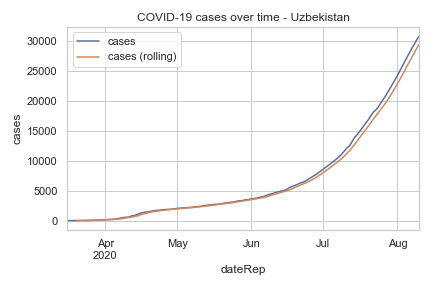 COVID-19 cases over time - Uzbekistan
cases
cases (rolling)
30000
25000
20000
15000
10000
5000
0
cases
Apr
2020
May
Jun
Jul
Aug
dateRep